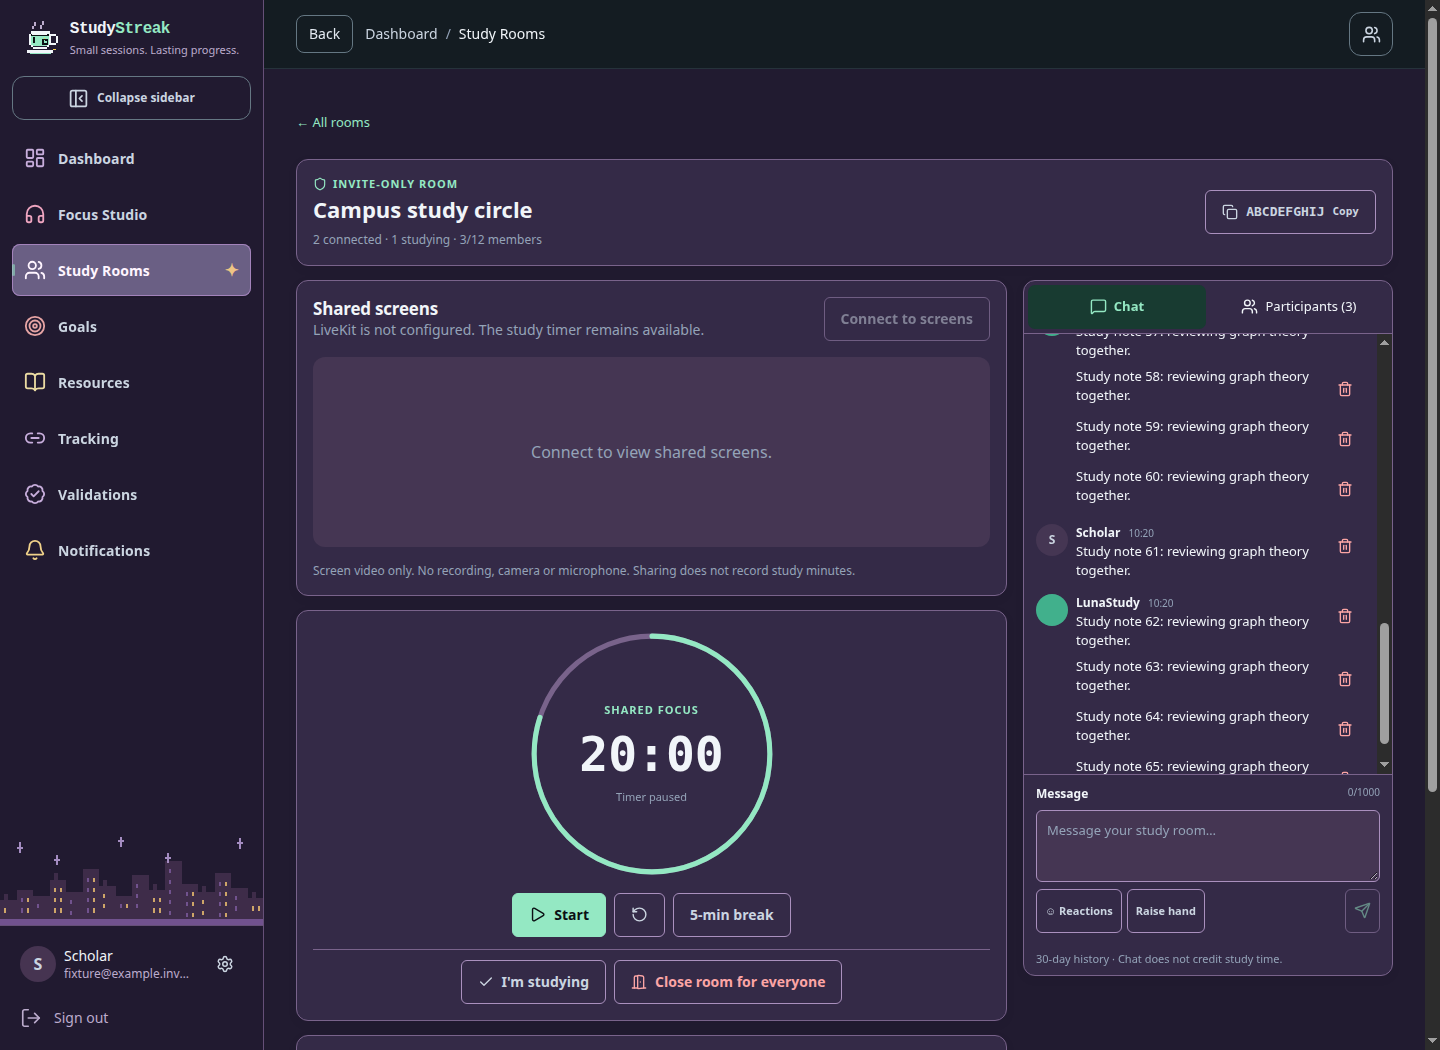 StudyStreak
Small sessions. Lasting progress.
Collapse sidebar
Dashboard
Focus Studio
Study Rooms
Goals
Resources
Tracking
Validations
Notifications
S
Scholar
fixture@example.inv...
Sign out
Back
Dashboard / Study Rooms
← All rooms
INVITE-ONLY ROOM
Campus study circle
2 connected · 1 studying · 3/12 members
ABCDEFGHIJ Copy
Shared screens
LiveKit is not configured. The study timer remains available.
Connect to screens
Connect to view shared screens.
Screen video only. No recording, camera or microphone. Sharing does not record study minutes.
SHARED FOCUS
20:00
Timer paused
Start
5-min break
I'm studying
Close room for everyone
Chat
Participants (3)
Study note 57: reviewing graph theory
together.
Study note 58: reviewing graph theory
together.
Study note 59: reviewing graph theory
together.
Study note 60: reviewing graph theory
together.
S
Scholar 10:20
Study note 61: reviewing graph theory
together.
LunaStudy 10:20
Study note 62: reviewing graph theory
together.
Study note 63: reviewing graph theory
together.
Study note 64: reviewing graph theory
together.
Study note 65: reviewing graph theory
Message
0/1000
Message your study room...
☺ Reactions
Raise hand
30-day history · Chat does not credit study time.